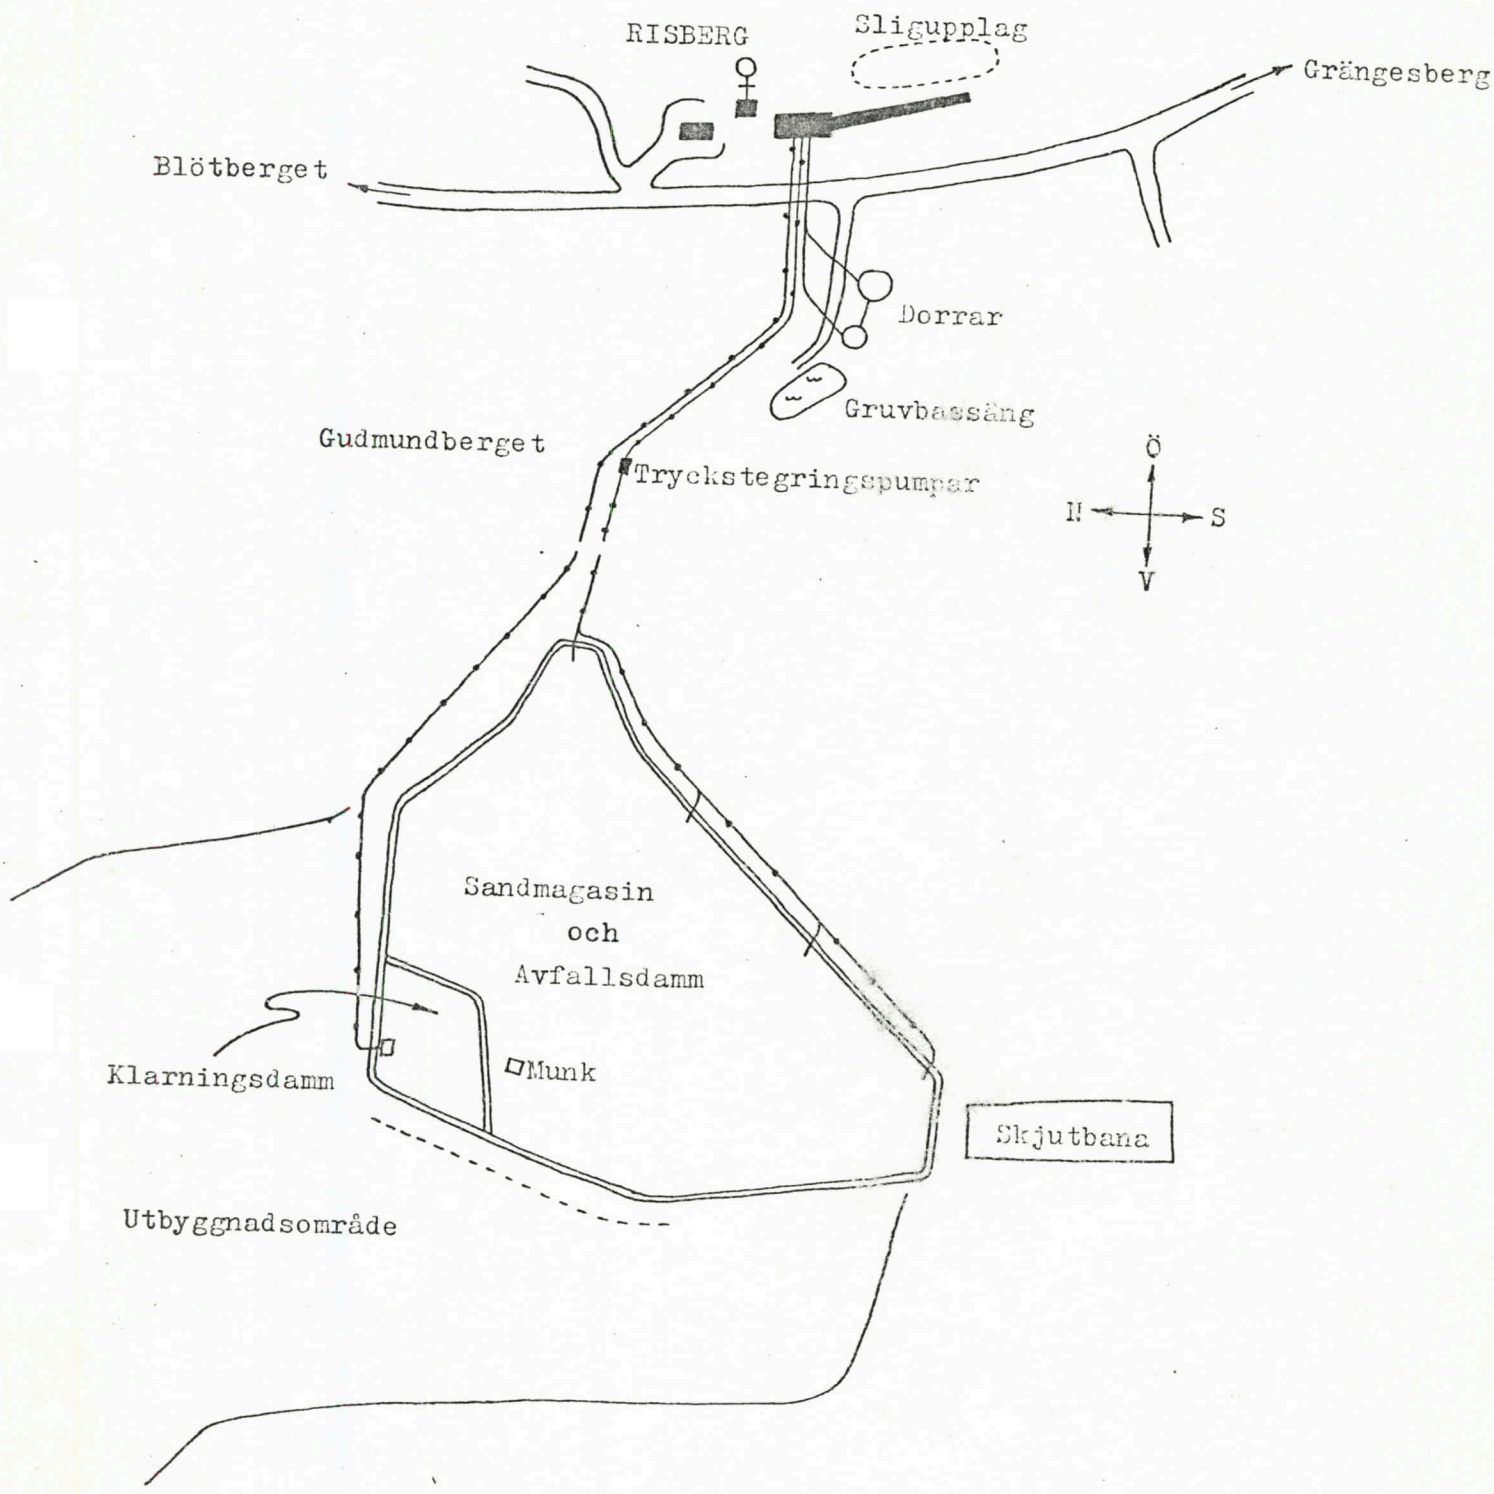 RISBERG
Sligupplag
Grängesberg
Blötberget
Dorrar
Gruvbassäng
Gudmundberget
Tryckstegringspumpar
Ö
N
S
V
Sandmagasin
och
Avfallsdamm
Klarningsdamm
Munk
Skjutbana
Utbyggnadsområde